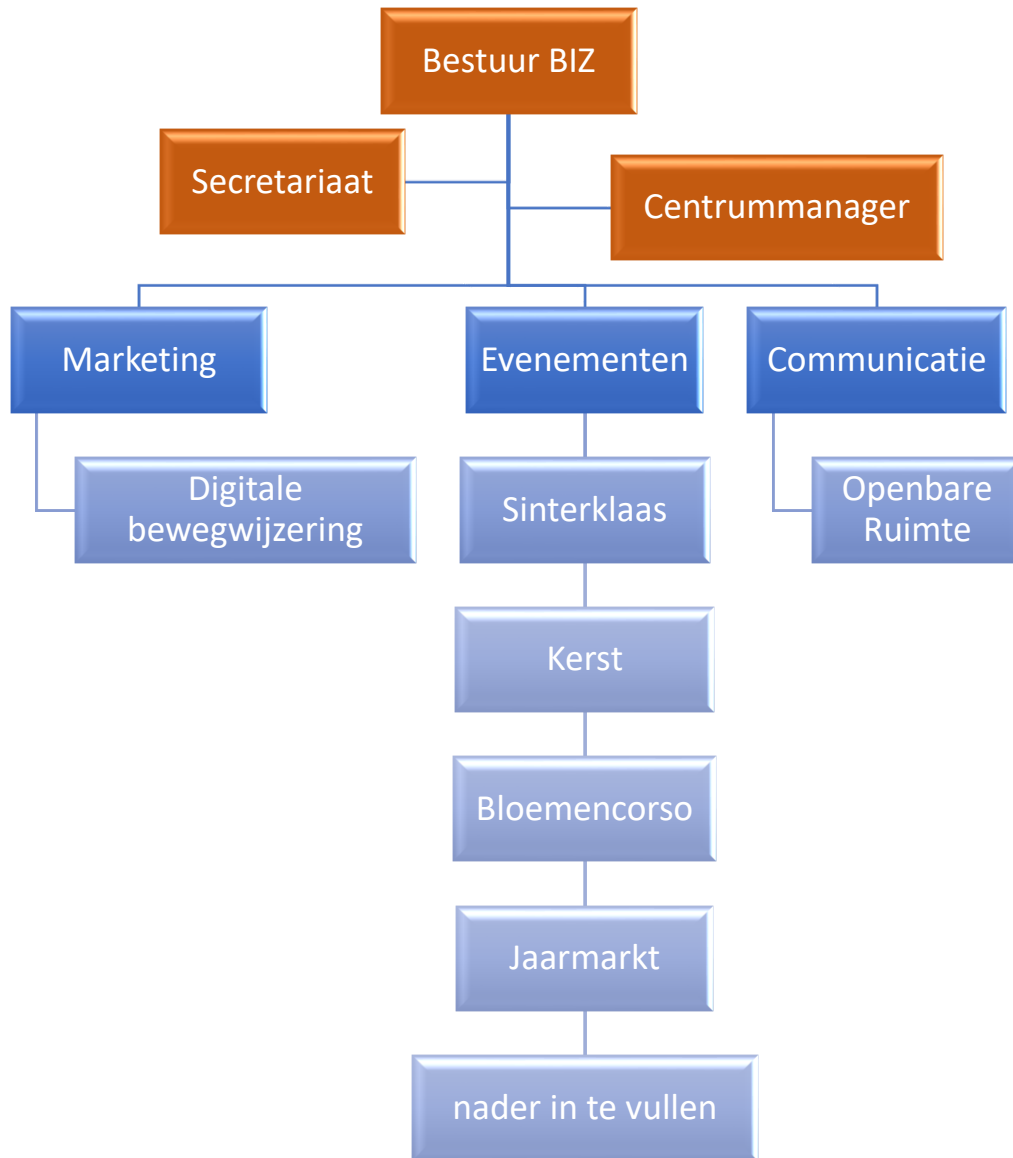 Bestuur BIZ
Secretariaat
Centrummanager
Marketing
Evenementen
Communicatie
Digitale
bewegwijzering
Sinterklaas
Openbare
Ruimte
Kerst
Bloemencorso
Jaarmarkt
nader in te vullen